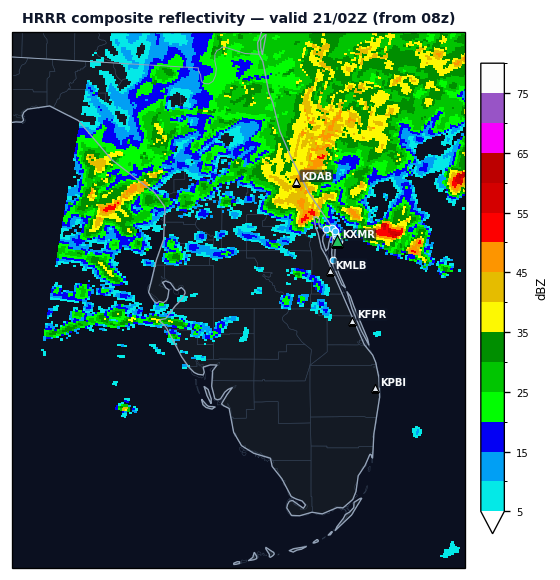 HRRR composite reflectivity — valid 21/02Z (from 08z)
KDAB
KXMR
KMLB
KFPR
KPBI
75
65
55
45
35
25
15
5
dBZ